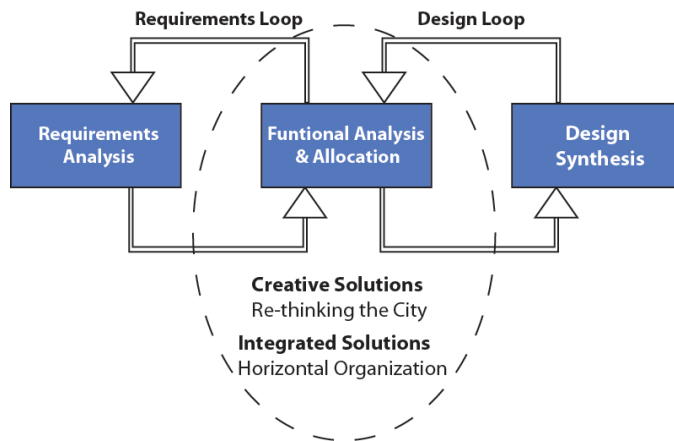 Requirements Loop
Design Loop
Requirements
Analysis
Funtional Analysis
& Allocation
Design
Synthesis
Creative Solutions
Re-thinking the City
Integrated Solutions
Horizontal Organization